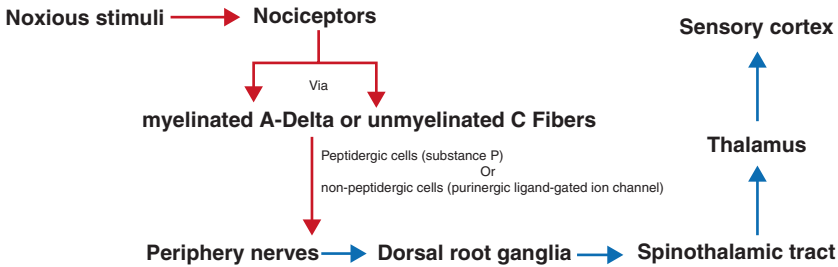 Noxious stimuli
Nociceptors
Via
myelinated A-Delta or unmyelinated C Fibers
Peptidergic cells (substance P)
Or
non-peptidergic cells (purinergic ligand-gated ion channel)
Periphery nerves
Dorsal root ganglia
Spinothalamic tract
Thalamus
Sensory cortex